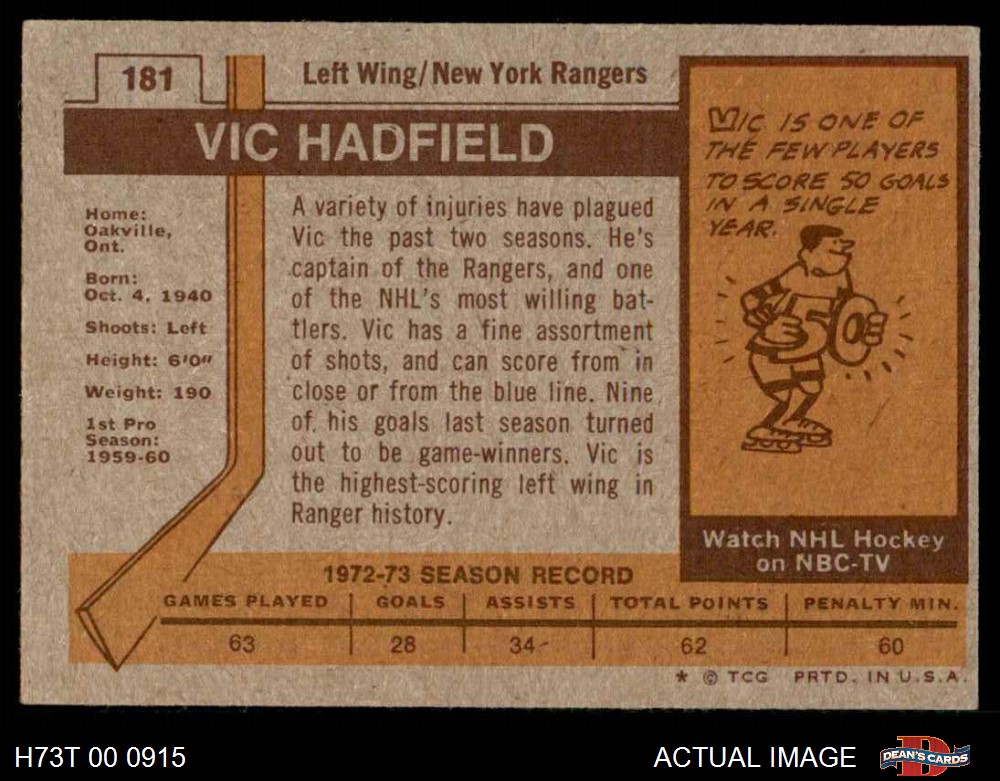 181
Left Wing/New York Rangers
VIC HADFIELD
Home:
Oakville,
Ont.
Born:
Oct. 4, 1940
Shoots: Left
Height: 6'0"
Weight: 190
1st Pro
Season:
1959-60
A variety of injuries have plagued
Vic the past two seasons. He's
captain of the Rangers, and one
of the NHL's most willing bat-
tlers. Vic has a fine assortment
of shots, and can score from in
close or from the blue line. Nine
of his goals last season turned
out to be game-winners. Vic is
the highest-scoring left wing in
Ranger history.
VIC IS ONE OF
THE FEW PLAYERS
TO SCORE 50 GOALS
IN A SINGLE
YEAR.
50
Watch NHL Hockey
on NBC-TV
1972-73 SEASON RECORD
GAMES PLAYED GOALS ASSISTS TOTAL POINTS PENALTY MIN.
63 28 34 62 60
* © TCG PRTD. IN U.S.A.
H73T 00 0915
ACTUAL IMAGE
DEAN'S CARDS